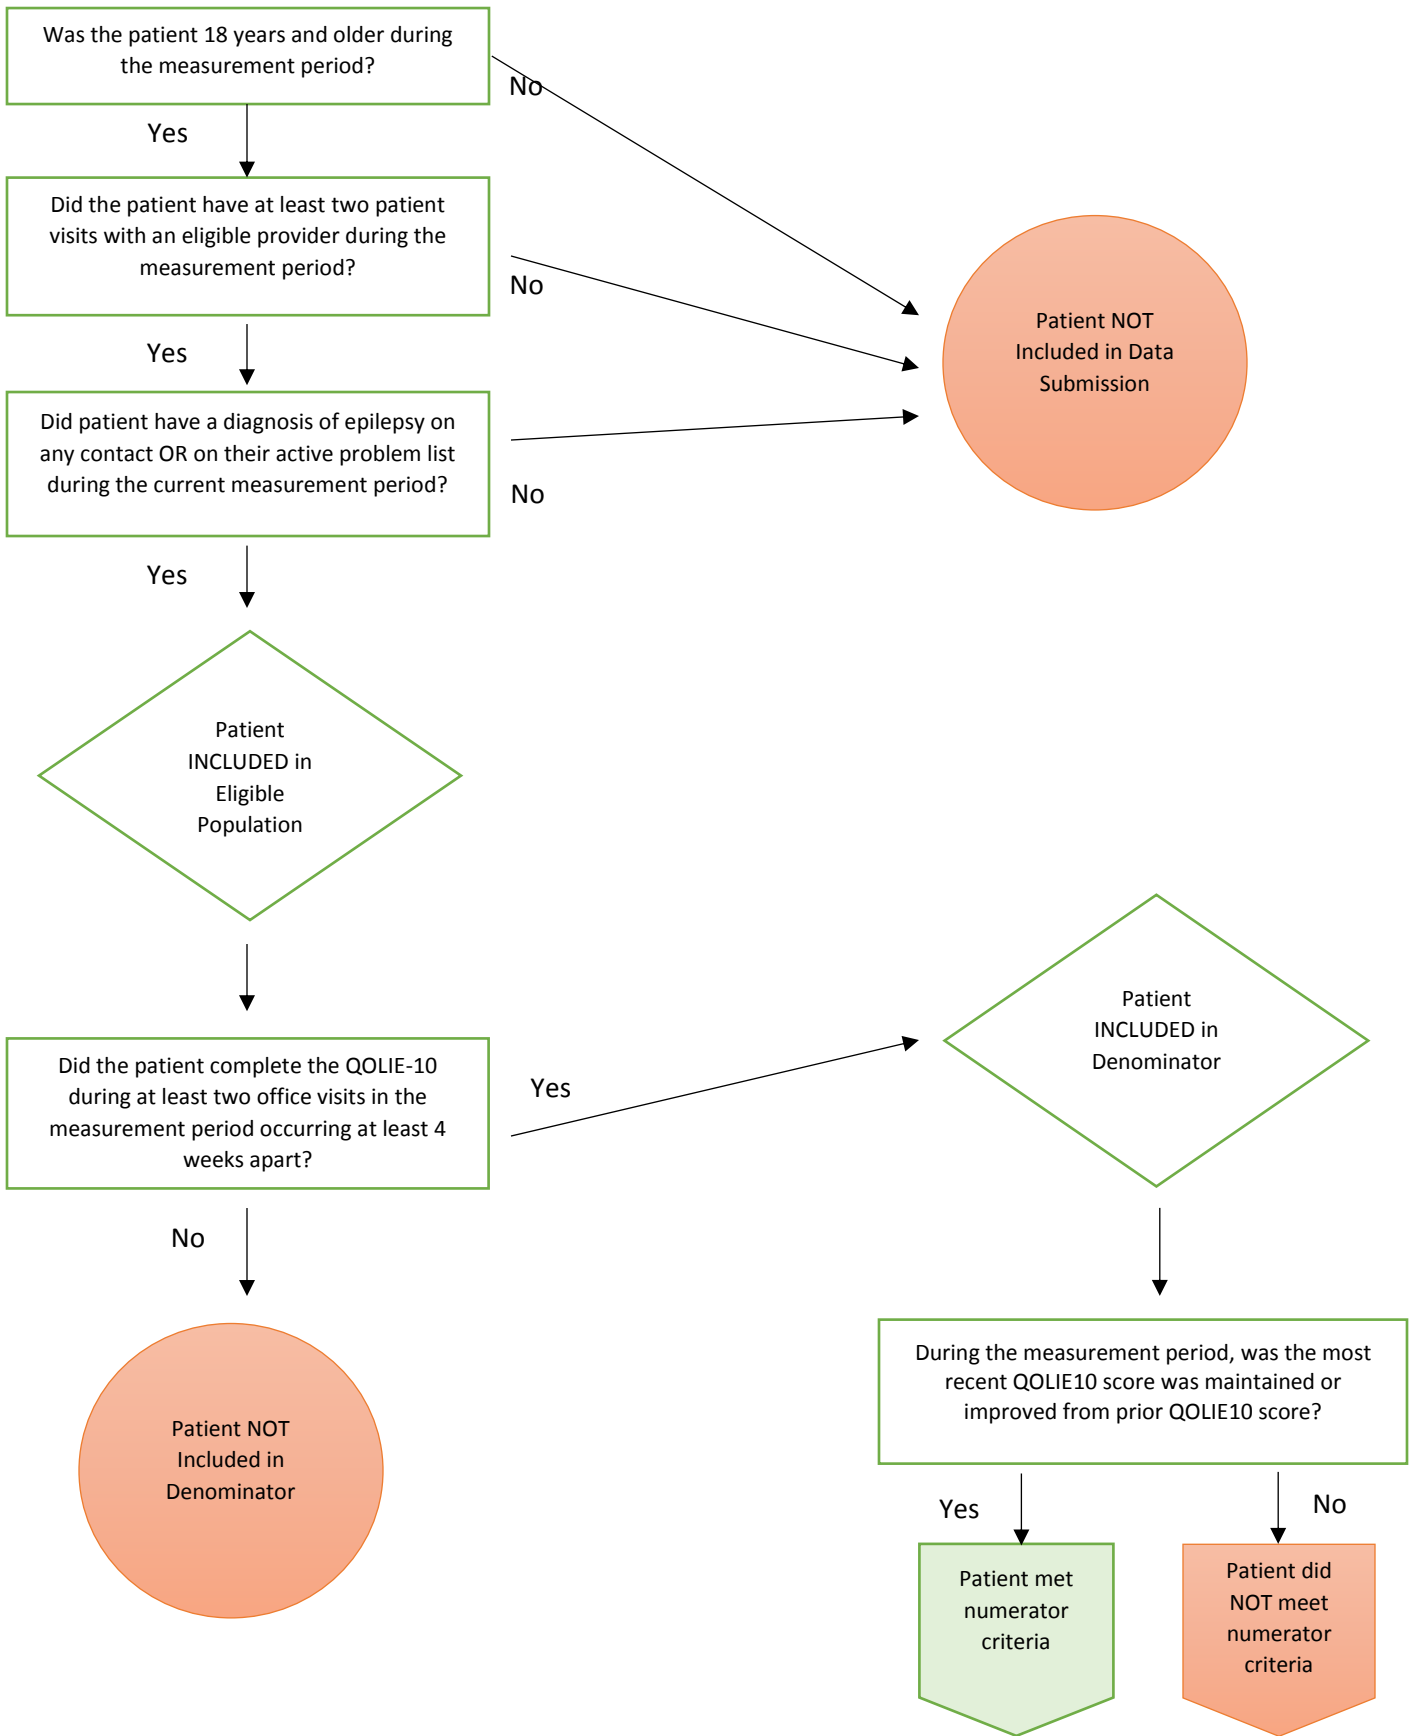 Was the patient 18 years and older during
the measurement period?
No
Yes
Did the patient have at least two patient
visits with an eligible provider during the
measurement period?
No
Yes
Did patient have a diagnosis of epilepsy on
any contact OR on their active problem list
during the current measurement period?
No
Yes
Patient NOT
Included in Data
Submission
Patient
INCLUDED in
Eligible
Population
Did the patient complete the QOLIE-10
during at least two office visits in the
measurement period occurring at least 4
weeks apart?
Yes
No
Patient NOT
Included in
Denominator
Patient
INCLUDED in
Denominator
During the measurement period, was the most
recent QOLIE10 score was maintained or
improved from prior QOLIE10 score?
Yes
No
Patient met
numerator
criteria
Patient did
NOT meet
numerator
criteria